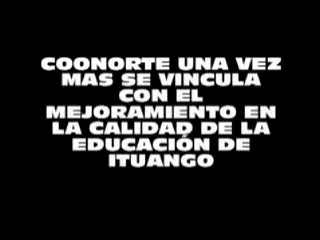 COONORTE UNA VEZ
MAS SE VINCULA
CON EL
MEJORAMIENTO EN
LA CALIDAD DE LA
EDUCACIÓN DE
ITUANGO